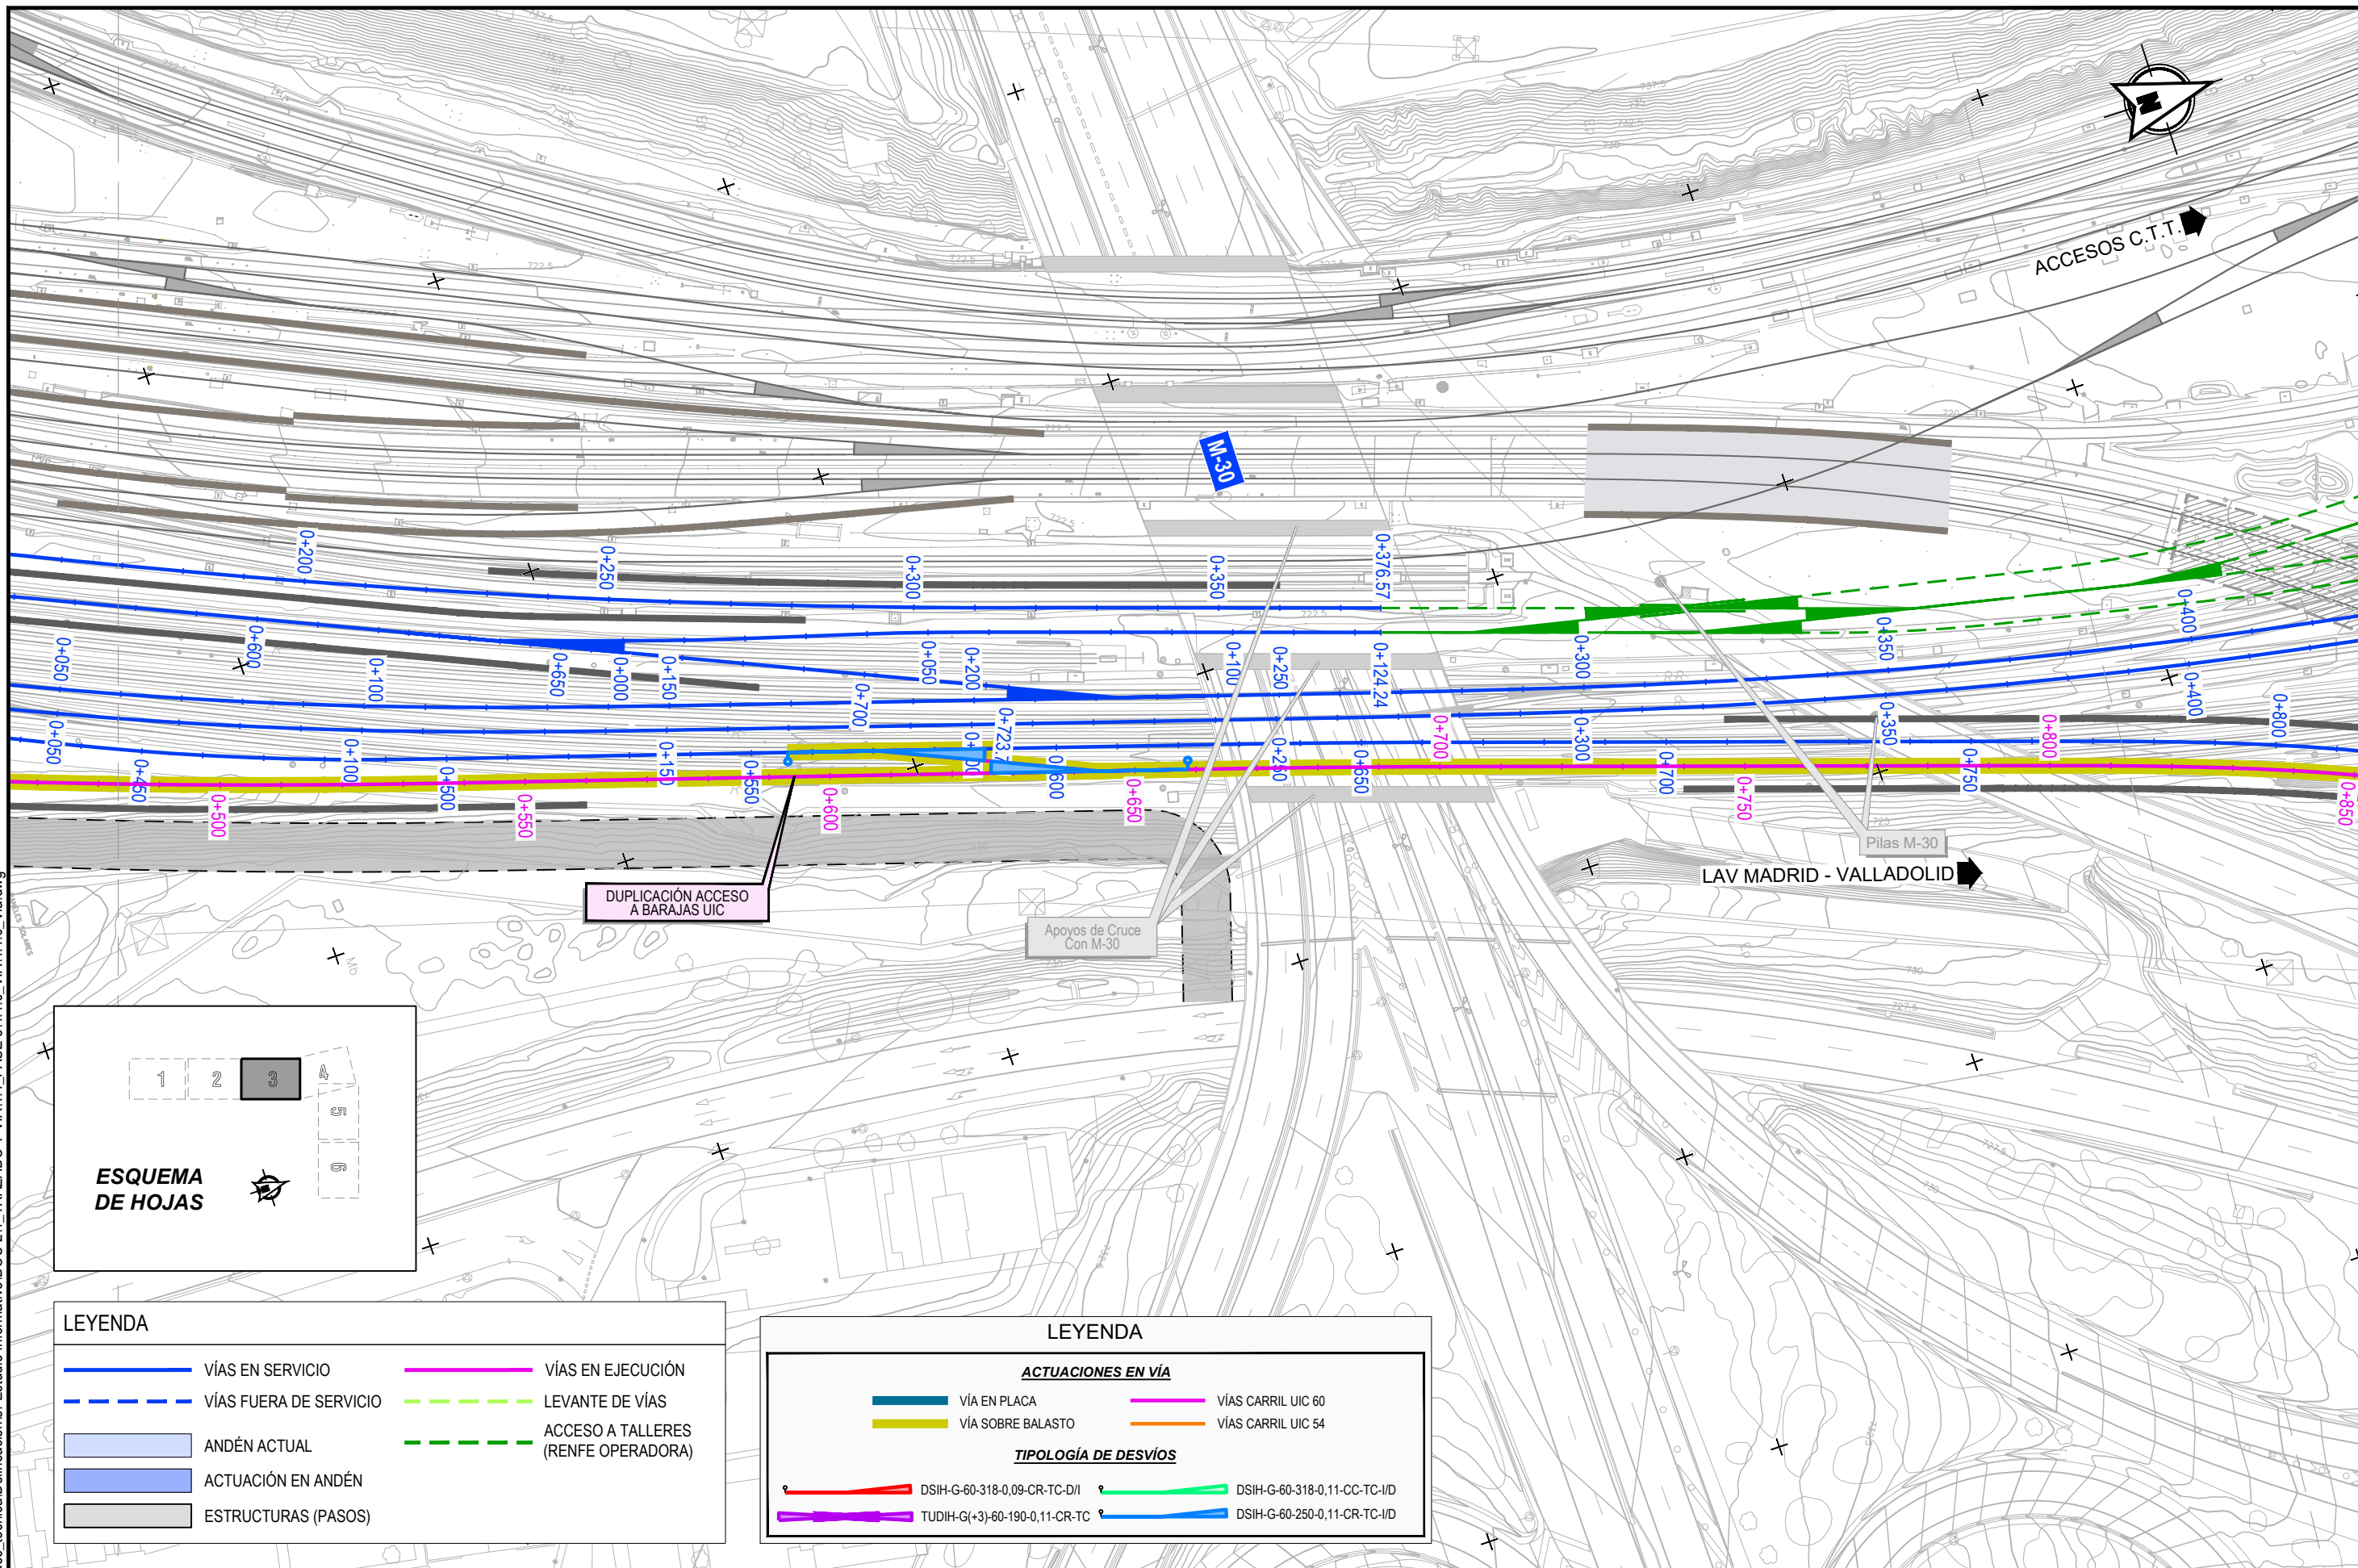 N
ACCESOS C.T.T.
M-30
0+200
0+250
0+300
0+350
0+376.57
0+050
0+600
0+100
0+650
0+000
0+150
0+700
0+050
0+200
0+100
0+250
0+124.24
0+300
0+350
0+400
0+050
0+450
0+100
0+500
0+150
0+550
0+723.7
0+600
0+250
0+650
0+300
0+700
0+350
0+750
0+400
0+800
0+500
0+550
0+600
0+650
0+700
0+750
0+800
0+850
Pilas M-30
LAV MADRID - VALLADOLID
DUPLICACIÓN ACCESO
A BARAJAS UIC
Apoyos de Cruce
Con M-30
1
2
3
4
5
6
ESQUEMA
DE HOJAS
LEYENDA
VÍAS EN SERVICIO
VÍAS EN EJECUCIÓN
VÍAS FUERA DE SERVICIO
LEVANTE DE VÍAS
ANDÉN ACTUAL
ACCESO A TALLERES
(RENFE OPERADORA)
ACTUACIÓN EN ANDÉN
ESTRUCTURAS (PASOS)
LEYENDA
ACTUACIONES EN VÍA
VÍA EN PLACA
VÍAS CARRIL UIC 60
VÍA SOBRE BALASTO
VÍAS CARRIL UIC 54
TIPOLOGÍA DE DESVÍOS
DSIH-G-60-318-0,09-CR-TC-D/I
DSIH-G-60-318-0,11-CC-TC-I/D
TUDIH-G(+3)-60-190-0,11-CR-TC
DSIH-G-60-250-0,11-CR-TC-I/D